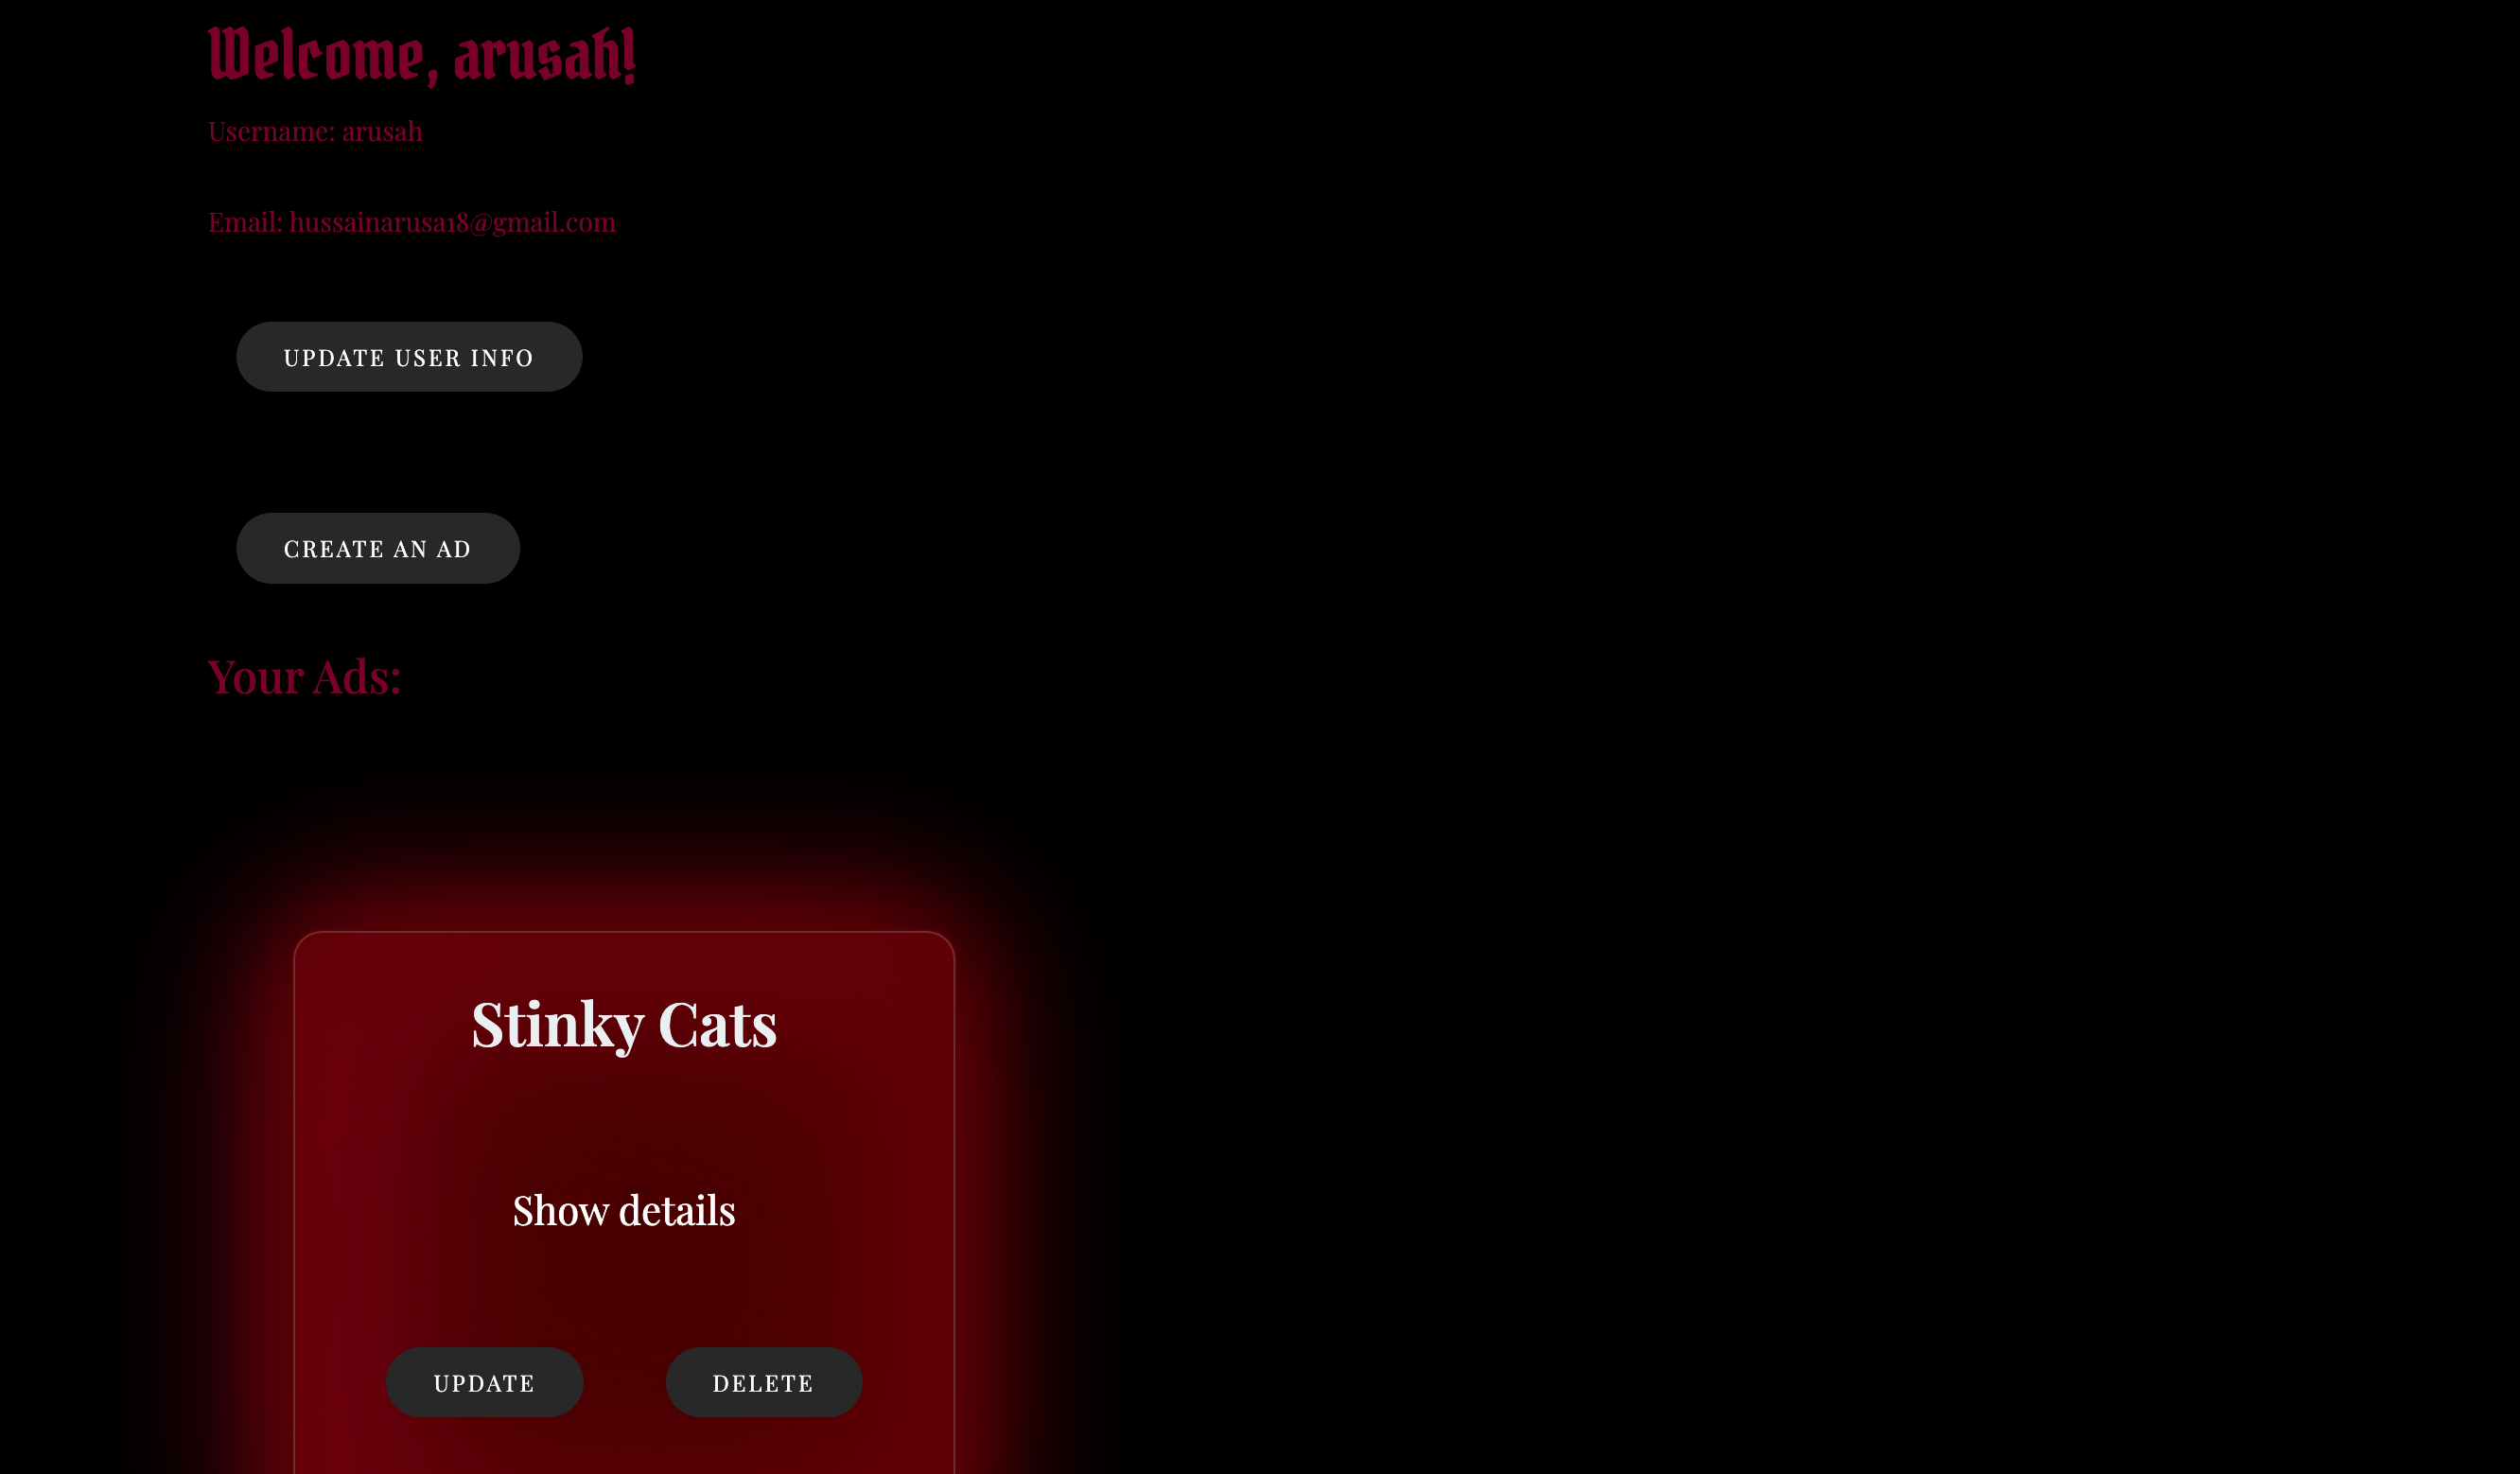 Welcome, arusah!
Username: arusah
Email: hussainarusa18@gmail.com
UPDATE USER INFO
CREATE AN AD
Your Ads:
Stinky Cats
Show details
UPDATE DELETE